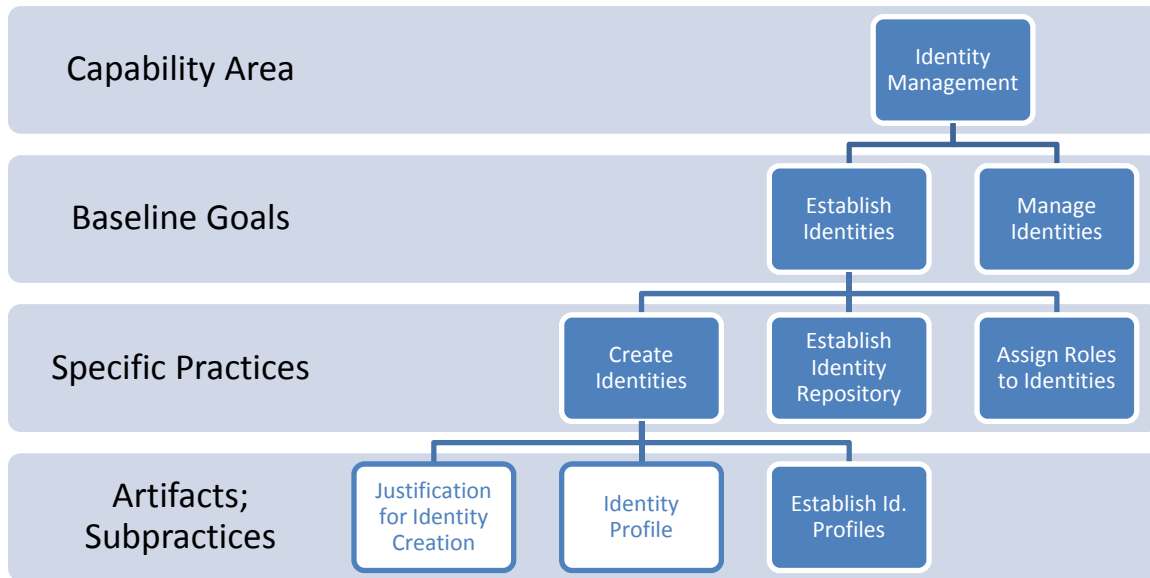 Capability Area
Identity
Management
Baseline Goals
Establish
Identities
Manage
Identities
Specific Practices
Create
Identities
Establish
Identity
Repository
Assign Roles
to Identities
Artifacts;
Subpractices
Justification
for Identity
Creation
Identity
Profile
Establish Id.
Profiles